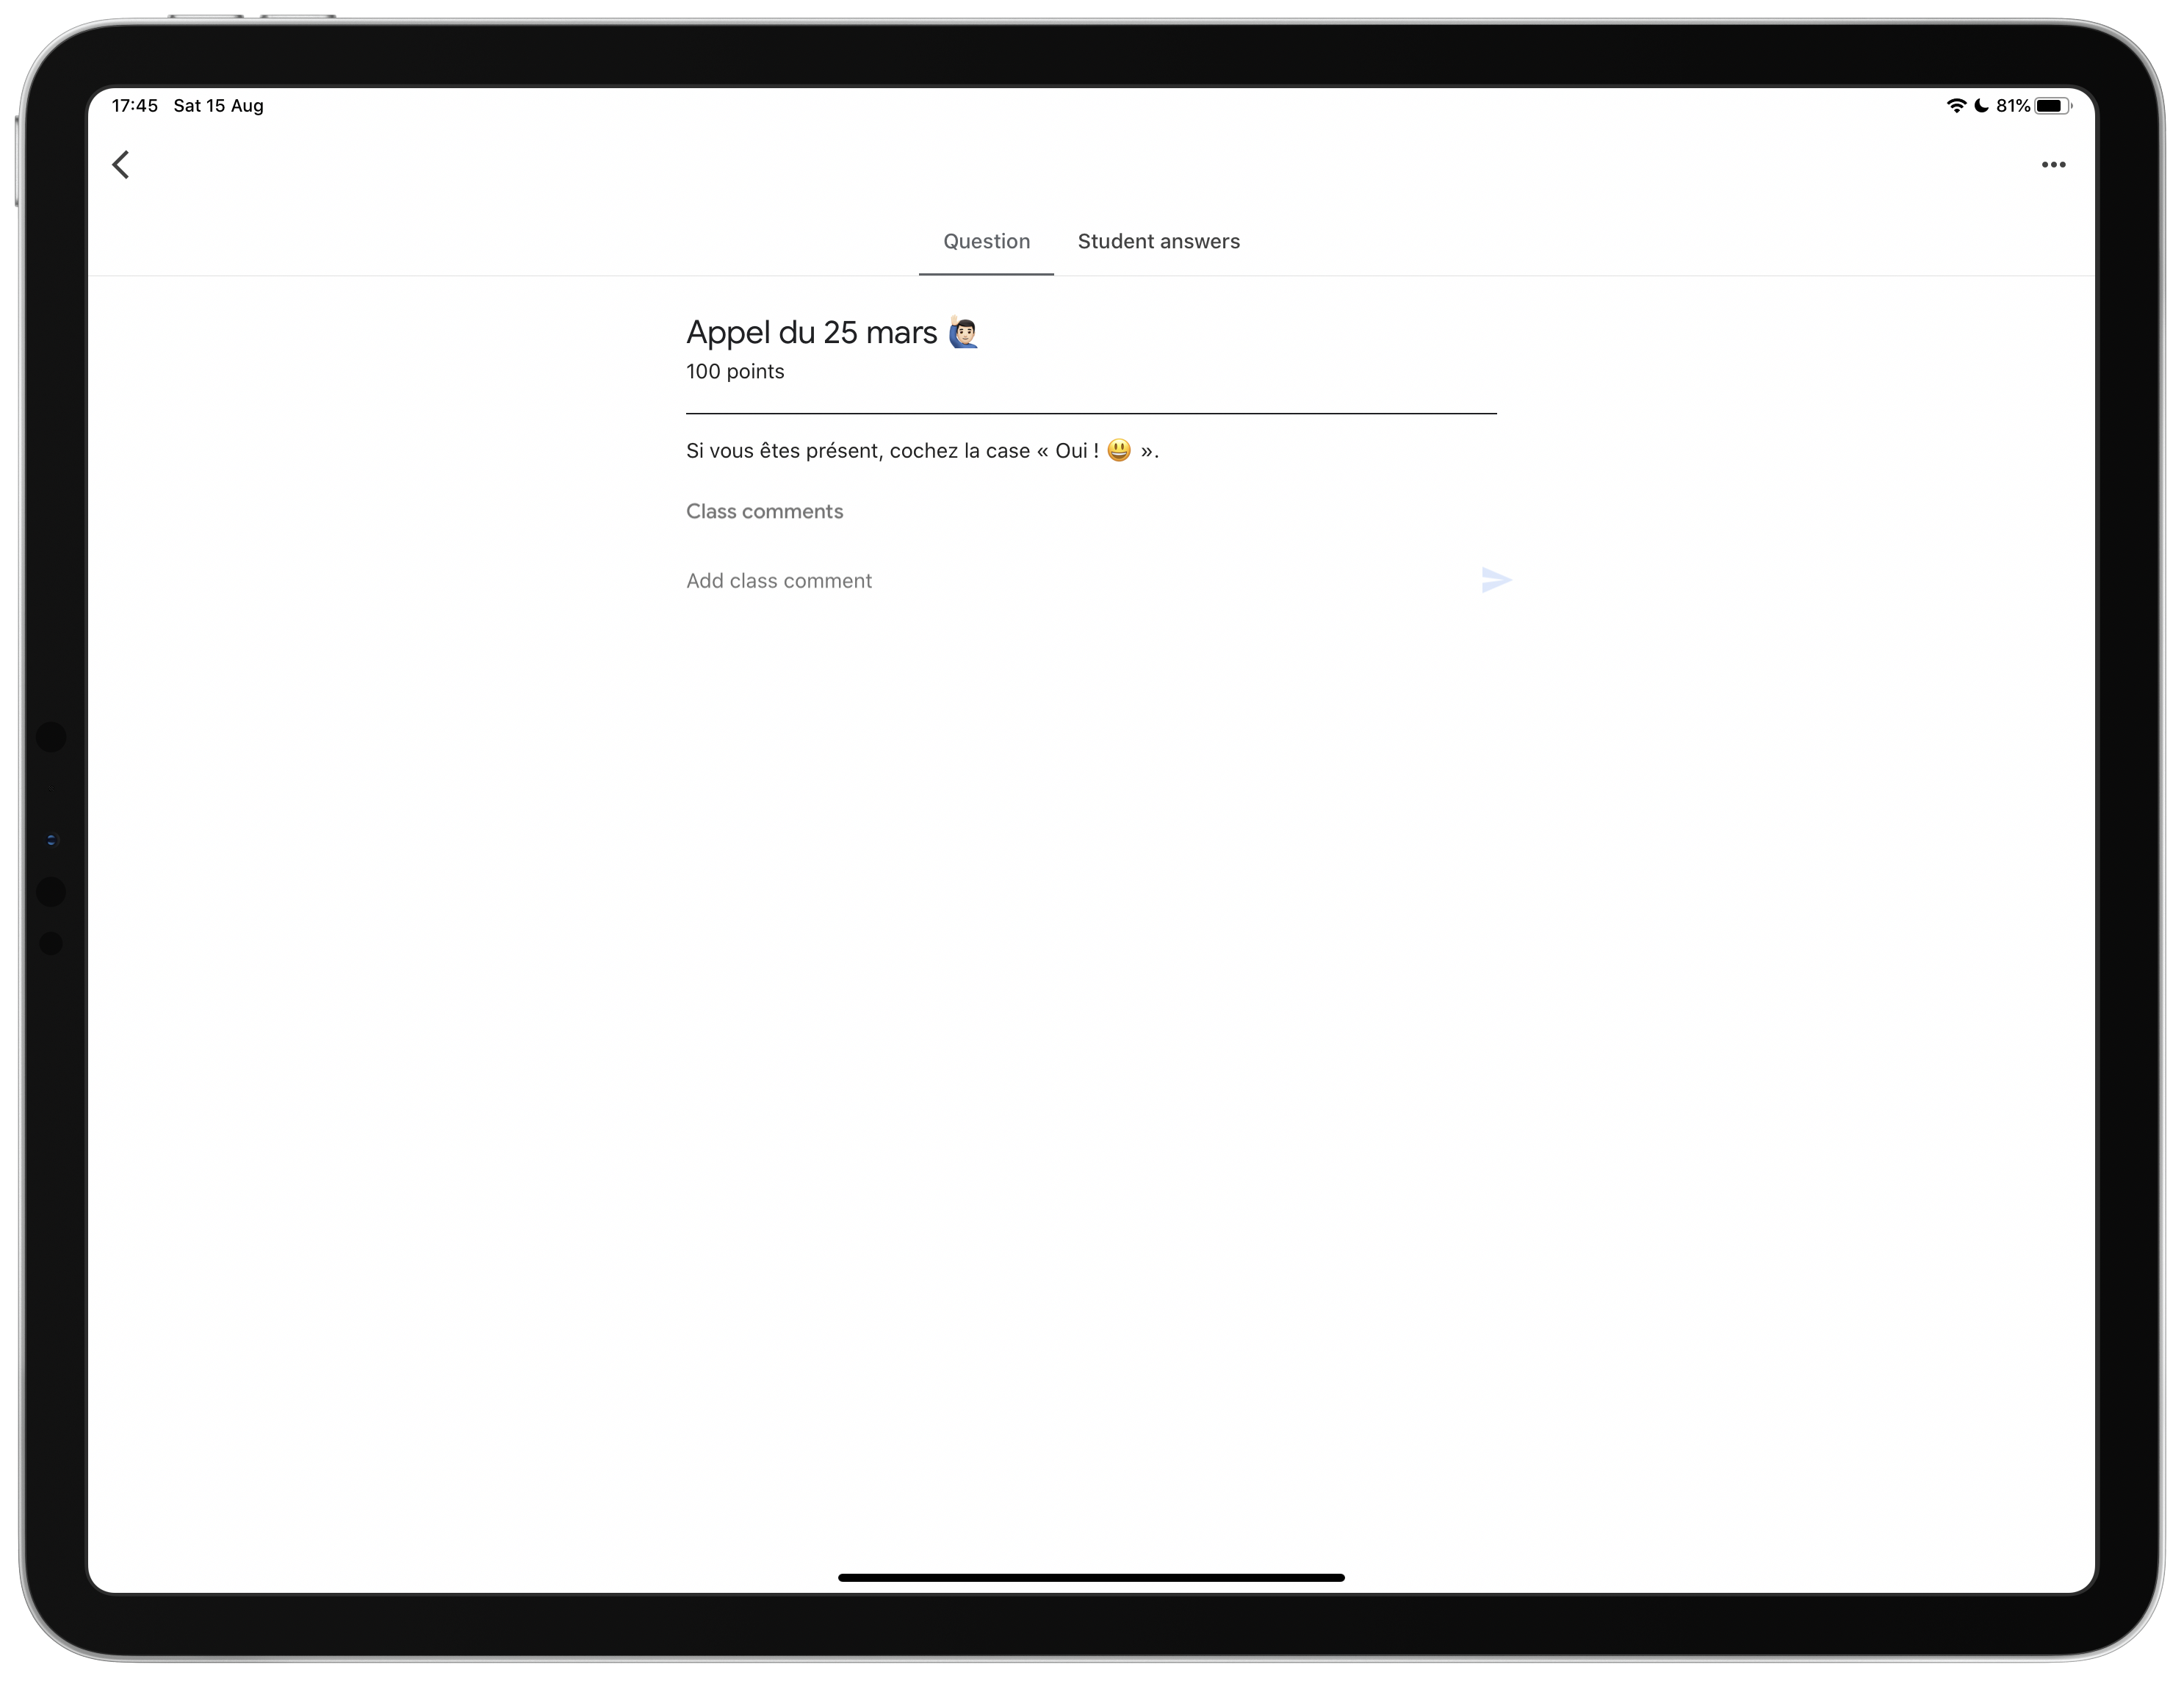 17:45 Sat 15 Aug 81%
Question Student answers
Appel du 25 mars 🙋🏻‍♂️
100 points
Si vous êtes présent, cochez la case « Oui ! 😃 ».
Class comments
Add class comment